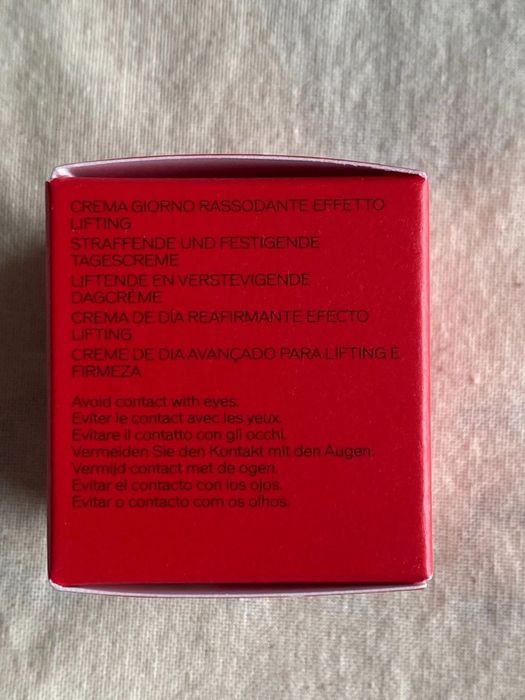 CREMA GIORNO RASSODANTE EFFETTO
LIFTING
STRAFFENDE UND FESTIGENDE
TAGESCREME
LIFTENDE EN VERSTEVIGENDE
DAGCRÈME
CREMA DE DÍA REAFIRMANTE EFECTO
LIFTING
CREME DE DIA AVANÇADO PARA LIFTING E
FIRMEZA
Avoid contact with eyes.
Eviter le contact avec les yeux.
Evitare il contatto con gli occhi.
Vermeiden Sie den Kontakt mit den Augen.
Vermijd contact met de ogen.
Evitar el contacto con los ojos.
Evitar o contacto com os olhos.